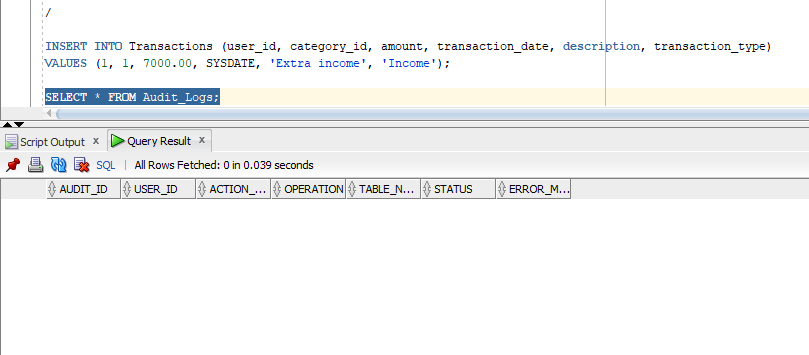 /
INSERT INTO Transactions (user_id, category_id, amount, transaction_date, description, transaction_type)
VALUES (1, 1, 7000.00, SYSDATE, 'Extra income', 'Income');
SELECT * FROM Audit_Logs;
Script Output x Query Result x
SQL | All Rows Fetched: 0 in 0.039 seconds
AUDIT_ID USER_ID ACTION_... OPERATION TABLE_N... STATUS ERROR_M...